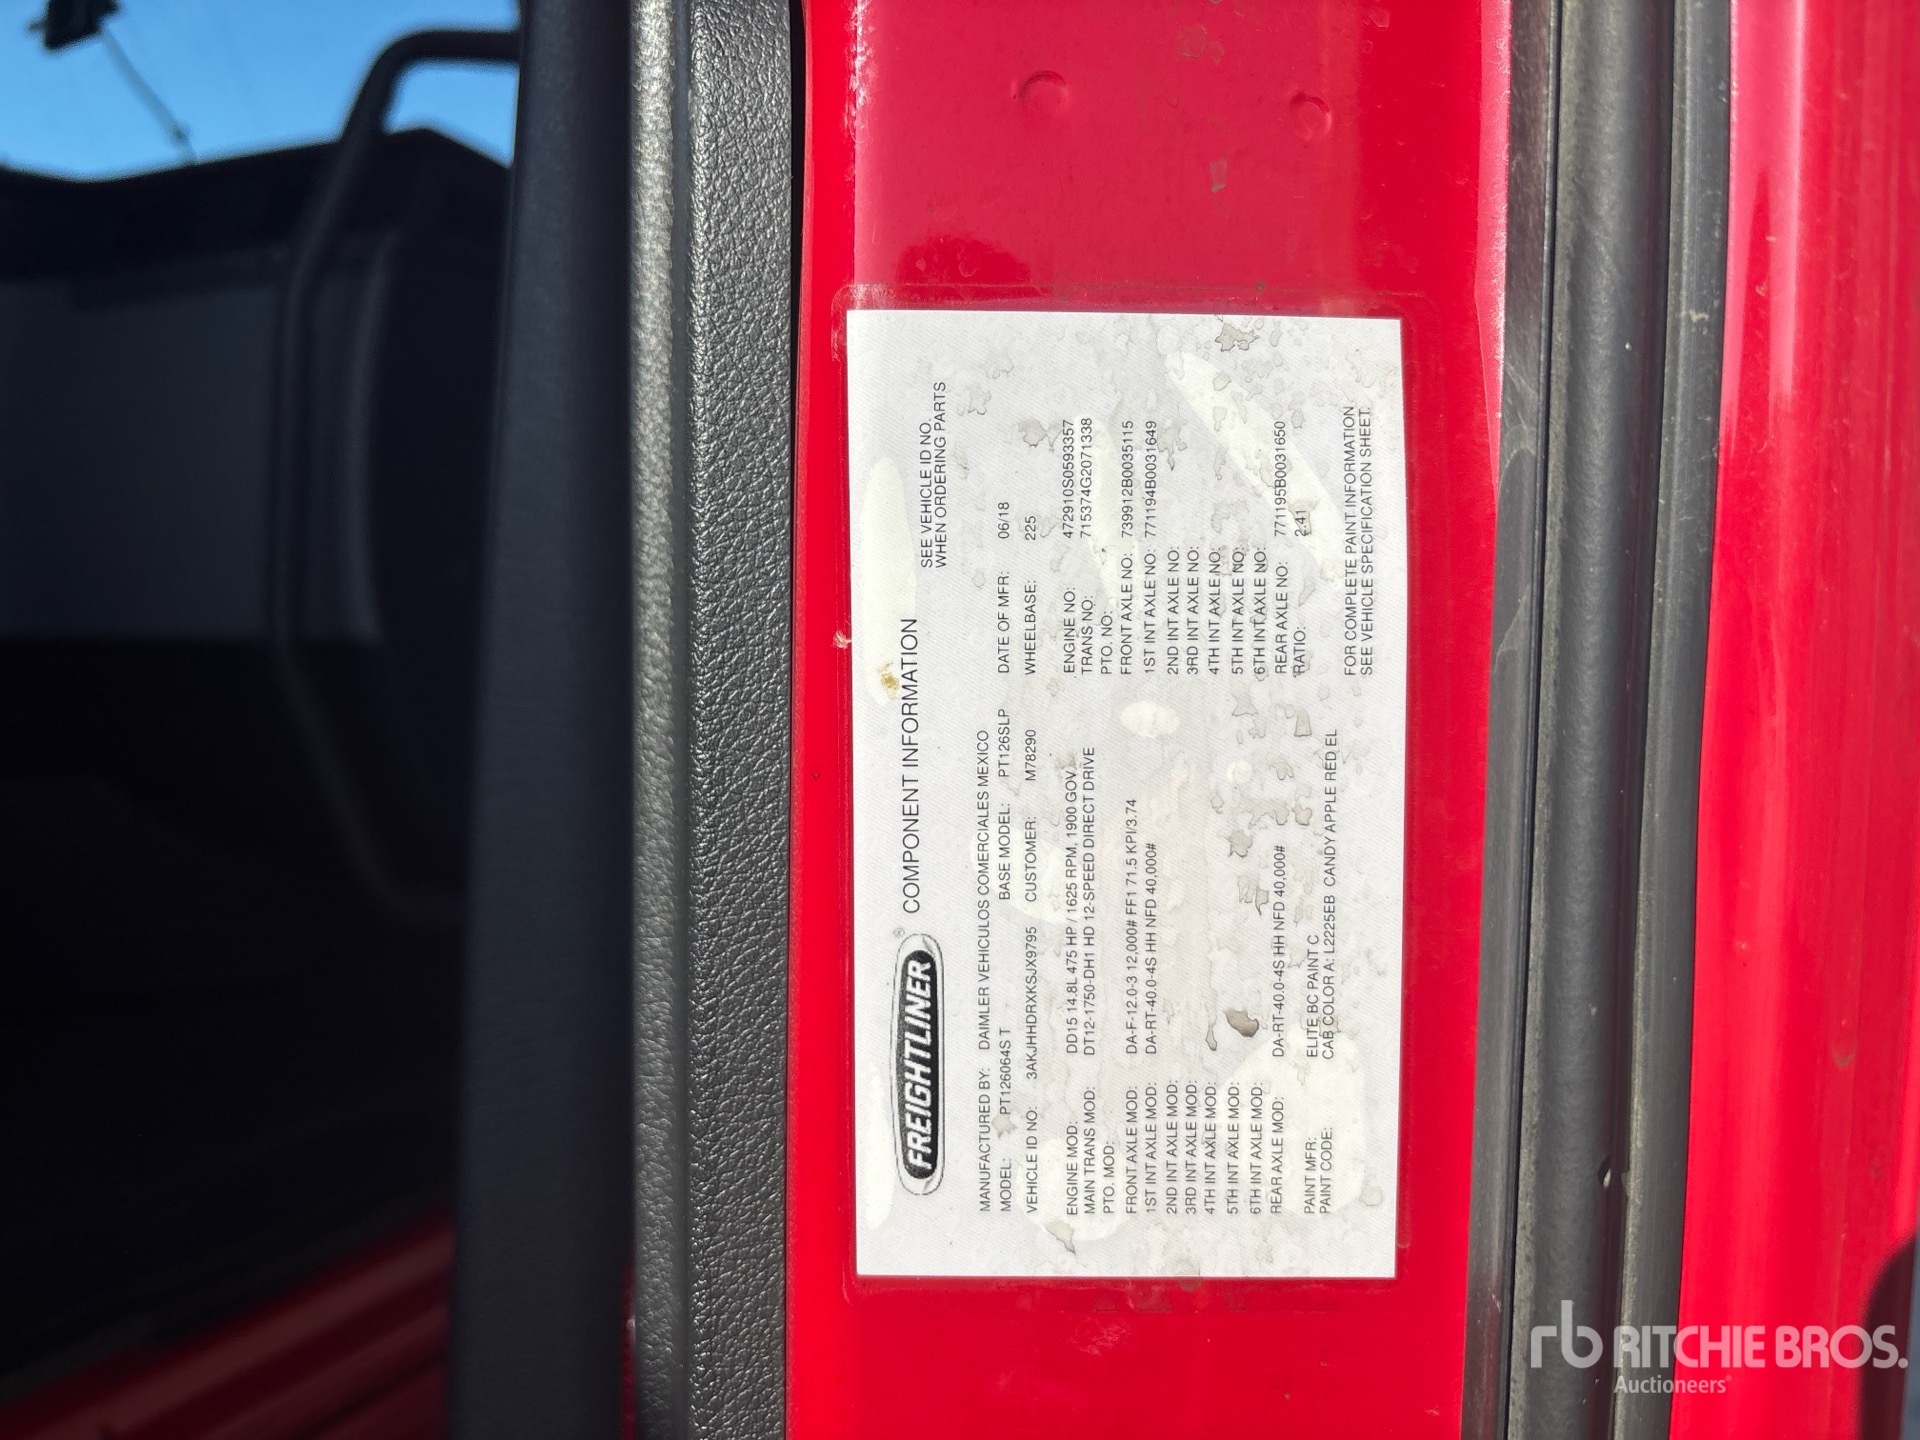 FREIGHTLINER® COMPONENT INFORMATION
SEE VEHICLE ID NO.
WHEN ORDERING PARTS
MANUFACTURED BY: DAIMLER VEHICULOS COMERCIALES MEXICO
MODEL: PT126064S T BASE MODEL: PT126SLP DATE OF MFR: 06/18
VEHICLE ID NO: 3AKJHHDRXKSJX9795 CUSTOMER: M78290 WHEELBASE: 225
ENGINE MOD: DD15 14.8L 475 HP / 1625 RPM, 1900 GOV ENGINE NO: 472910S0593357
MAIN TRANS MOD: DT12-1750-DH1 HD 12-SPEED DIRECT DRIVE TRANS NO: 715374G2071338
PTO. MOD: PTO. NO:
FRONT AXLE MOD: DA-F-12.0-3 12,000# FF1 71.5 KPI/3.74 FRONT AXLE NO: 739912B0035115
1ST INT AXLE MOD: DA-RT-40.0-4S HH NFD 40,000# 1ST INT AXLE NO: 771194B0031649
2ND INT AXLE MOD: 2ND INT AXLE NO:
3RD INT AXLE MOD: 3RD INT AXLE NO:
4TH INT AXLE MOD: 4TH INT AXLE NO:
5TH INT AXLE MOD: 5TH INT AXLE NO:
6TH INT AXLE MOD: 6TH INT AXLE NO:
REAR AXLE MOD: DA-RT-40.0-4S HH NFD 40,000# REAR AXLE NO: 771195B0031650
RATIO: 2.41
PAINT MFR: ELITE BC PAINT C
PAINT CODE: CAB COLOR A: L2225EB CANDY APPLE RED EL
FOR COMPLETE PAINT INFORMATION
SEE VEHICLE SPECIFICATION SHEET.
rb RITCHIE BROS.
Auctioneers